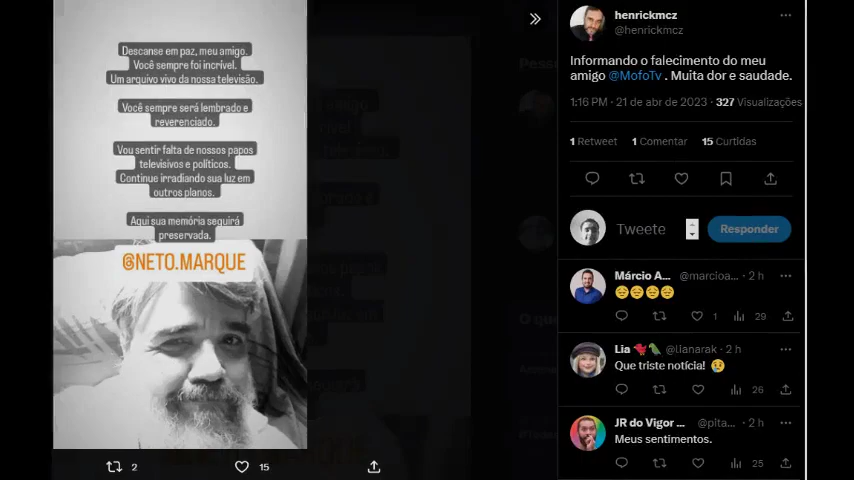 Descanse em paz, meu amigo.
Você sempre foi incrível.
Um arquivo vivo da nossa televisão.
Você sempre será lembrado e
reverenciado.
Vou sentir falta de nossos papos
televisivos e políticos.
Continue irradiando sua luz em
outros planos.
Aqui sua memória seguirá
preservada.
@NETO.MARQUE
2
15
henrickmcz
@henrickmcz
Informando o falecimento do meu
amigo @MofoTv . Muita dor e saudade.
1:16 PM · 21 de abr de 2023 · 327 Visualizações
1 Retweet 1 Comentar 15 Curtidas
Tweete
Responder
Márcio A... @marcioa... · 2 h
😔😔😔😔
1 29
Lia 🐦🦜 @lianarak · 2 h
Que triste notícia! 😢
26
JR do Vigor ... @pita... · 2 h
Meus sentimentos.
25